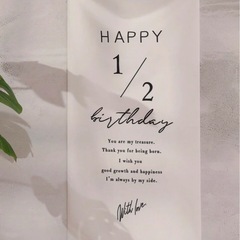 HAPPY
1/2
birthday
You are my treasure.
Thank you for being born.
I wish you
good growth and happiness
I'm always by my side.
With love